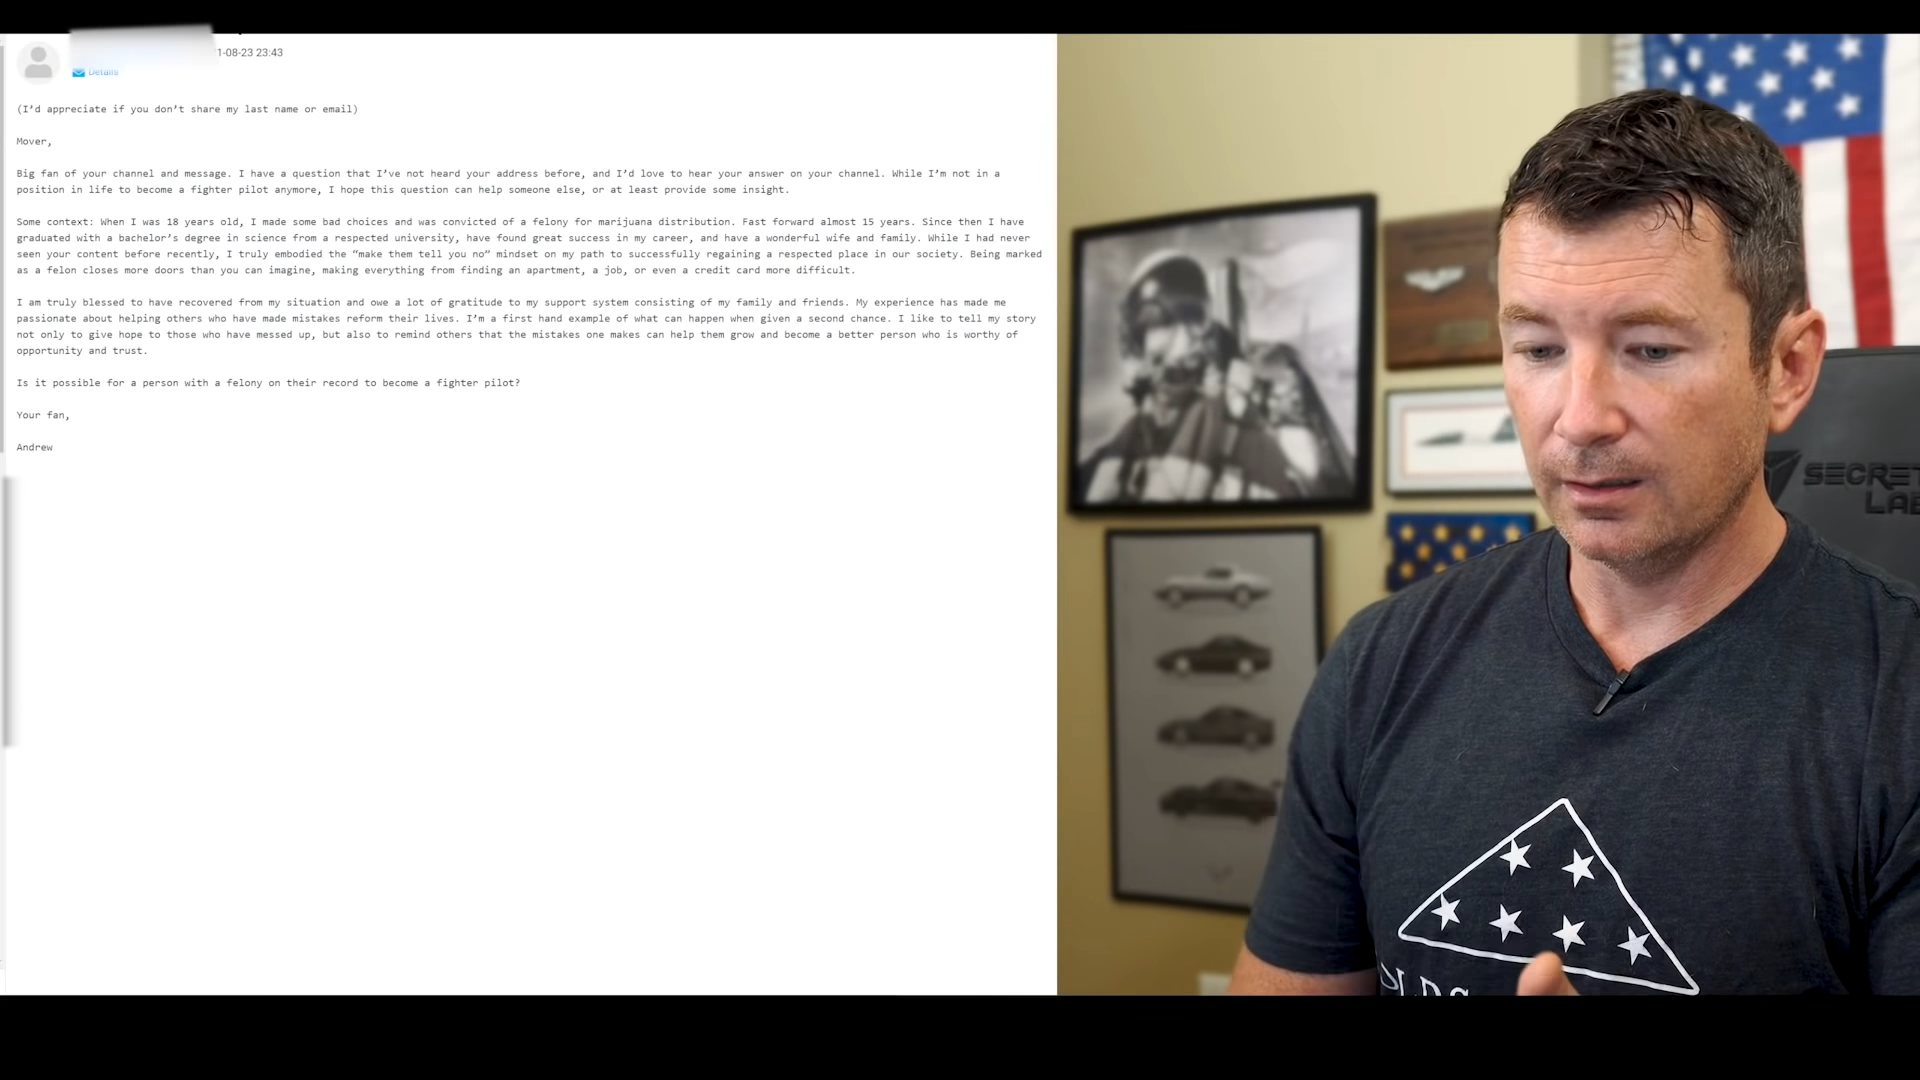 1-08-23 23:43
Details
(I'd appreciate if you don't share my last name or email)
Mover,
Big fan of your channel and message. I have a question that I've not heard your address before, and I'd love to hear your answer on your channel. While I'm not in a
position in life to become a fighter pilot anymore, I hope this question can help someone else, or at least provide some insight.
Some context: When I was 18 years old, I made some bad choices and was convicted of a felony for marijuana distribution. Fast forward almost 15 years. Since then I have
graduated with a bachelor's degree in science from a respected university, have found great success in my career, and have a wonderful wife and family. While I had never
seen your content before recently, I truly embodied the "make them tell you no" mindset on my path to successfully regaining a respected place in our society. Being marked
as a felon closes more doors than you can imagine, making everything from finding an apartment, a job, or even a credit card more difficult.
I am truly blessed to have recovered from my situation and owe a lot of gratitude to my support system consisting of my family and friends. My experience has made me
passionate about helping others who have made mistakes reform their lives. I'm a first hand example of what can happen when given a second chance. I like to tell my story
not only to give hope to those who have messed up, but also to remind others that the mistakes one makes can help them grow and become a better person who is worthy of
opportunity and trust.
Is it possible for a person with a felony on their record to become a fighter pilot?
Your fan,
Andrew
SECRET
LAB